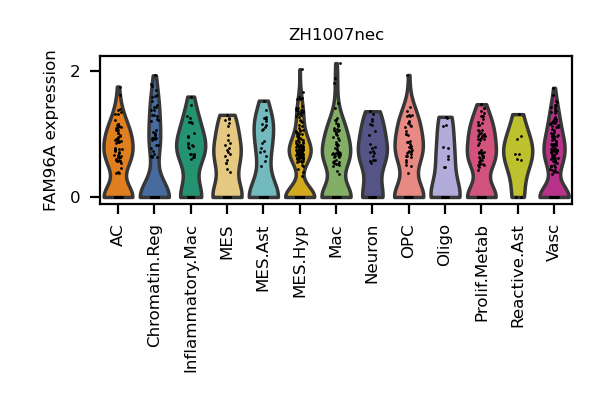 ZH1007nec
FAM96A expression
2
0
AC
Chromatin.Reg
Inflammatory.Mac
MES
MES.Ast
MES.Hyp
Mac
Neuron
OPC
Oligo
Prolif.Metab
Reactive.Ast
Vasc